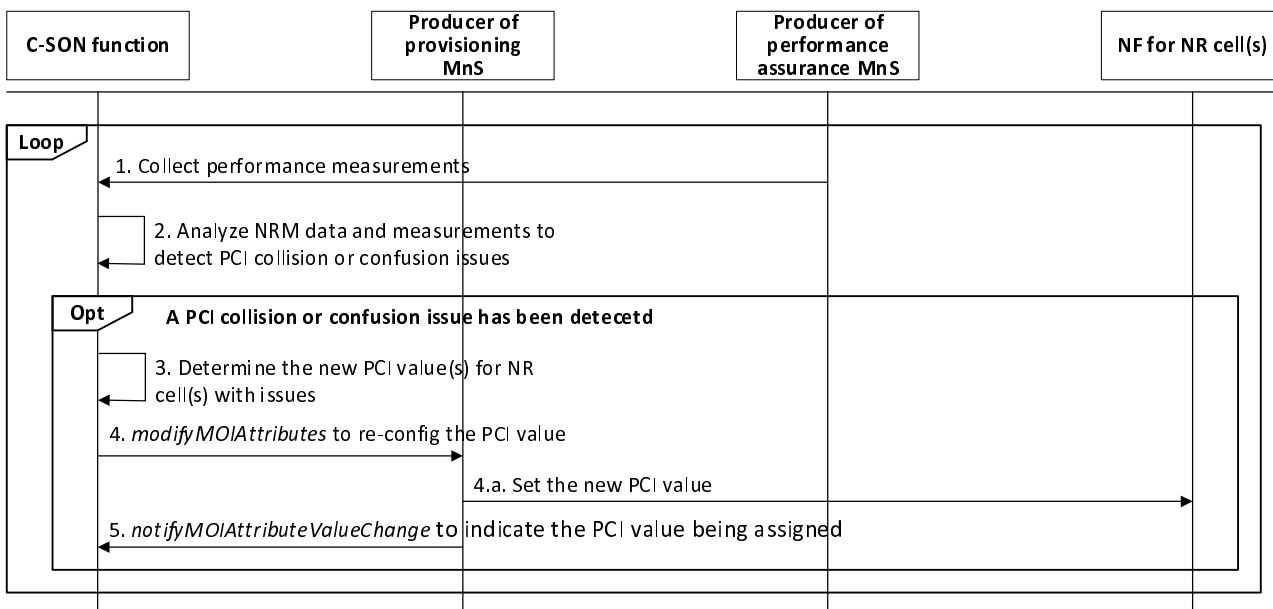 C-SON function
Producer of
provisioning
MnS
Producer of
performance
assurance MnS
NF for NR cell(s)
Loop
1. Collect performance measurements
2. Analyze NRM data and measurements to
detect PCI collision or confusion issues
Opt
A PCI collision or confusion issue has been detecetd
3. Determine the new PCI value(s) for NR
cell(s) with issues
4. modifyMOIAttributes to re-config the PCI value
4.a. Set the new PCI value
5. notifyMOIAttributeValueChange to indicate the PCI value being assigned